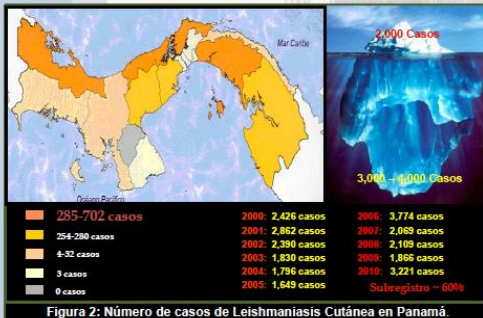 2,000 Casos
Mar Caribe
Océano Pacífico
3,000 – 4,000 Casos
285-702 casos
254-280 casos
4-32 casos
3 casos
0 casos
2000: 2,426 casos
2001: 2,862 casos
2002: 2,390 casos
2003: 1,830 casos
2004: 1,796 casos
2005: 1,649 casos
2006: 3,774 casos
2007: 2,069 casos
2008: 2,109 casos
2009: 1,866 casos
2010: 3,221 casos
Subregistro ~ 60%
Figura 2: Número de casos de Leishmaniasis Cutánea en Panamá.